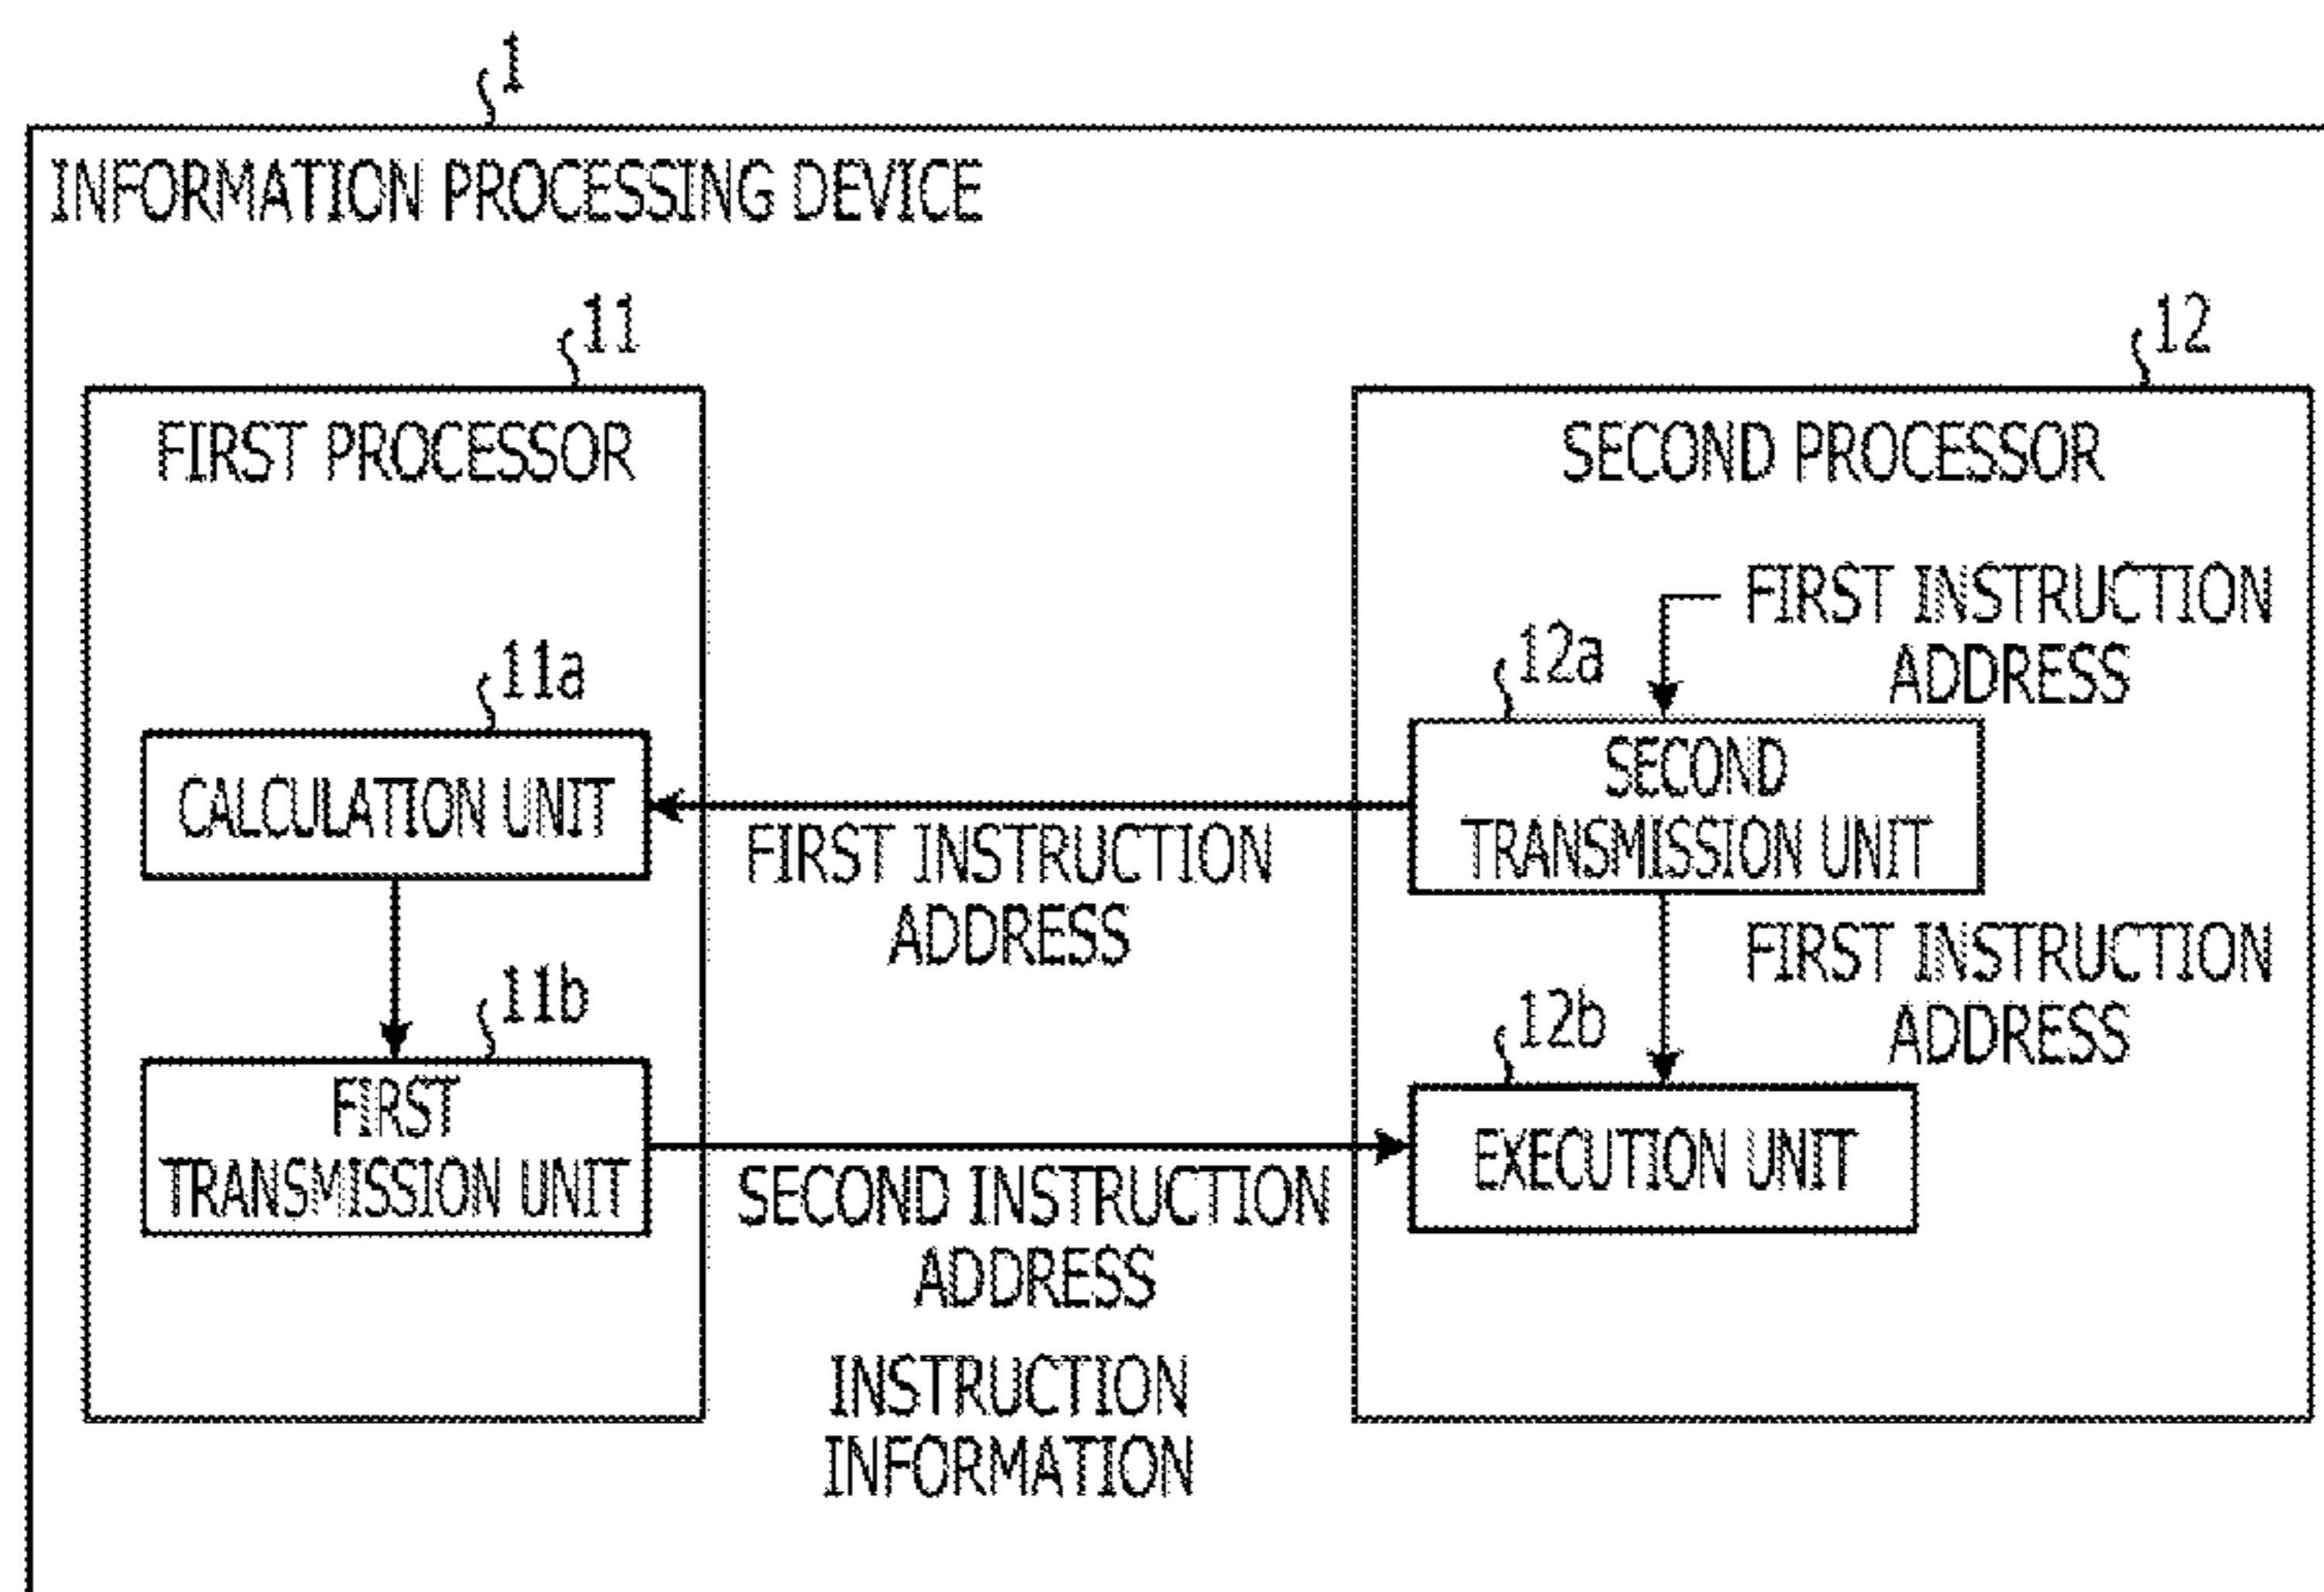 1
INFORMATION PROCESSING DEVICE
11
12
FIRST PROCESSOR
SECOND PROCESSOR
FIRST INSTRUCTION
ADDRESS
11a
12a
CALCULATION UNIT
SECOND
TRANSMISSION UNIT
FIRST INSTRUCTION
ADDRESS
FIRST INSTRUCTION
ADDRESS
11b
12b
FIRST
TRANSMISSION UNIT
EXECUTION UNIT
SECOND INSTRUCTION
ADDRESS
INSTRUCTION
INFORMATION